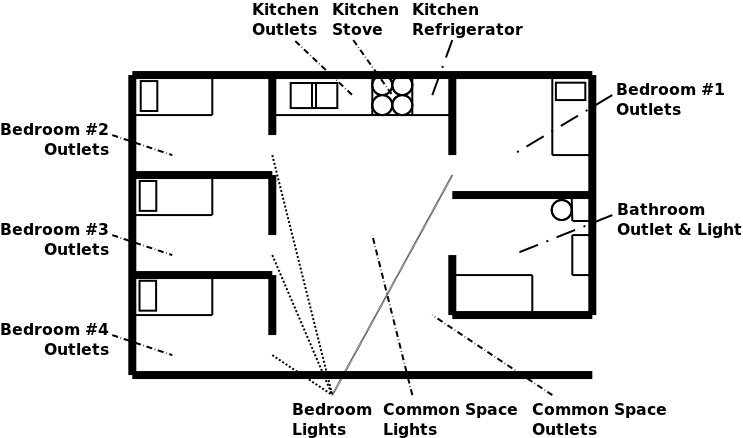 Kitchen
Outlets
Kitchen
Stove
Kitchen
Refrigerator
Bedroom #1
Outlets
Bedroom #2
Outlets
Bathroom
Outlet & Light
Bedroom #3
Outlets
Bedroom #4
Outlets
Bedroom
Lights
Common Space
Lights
Common Space
Outlets